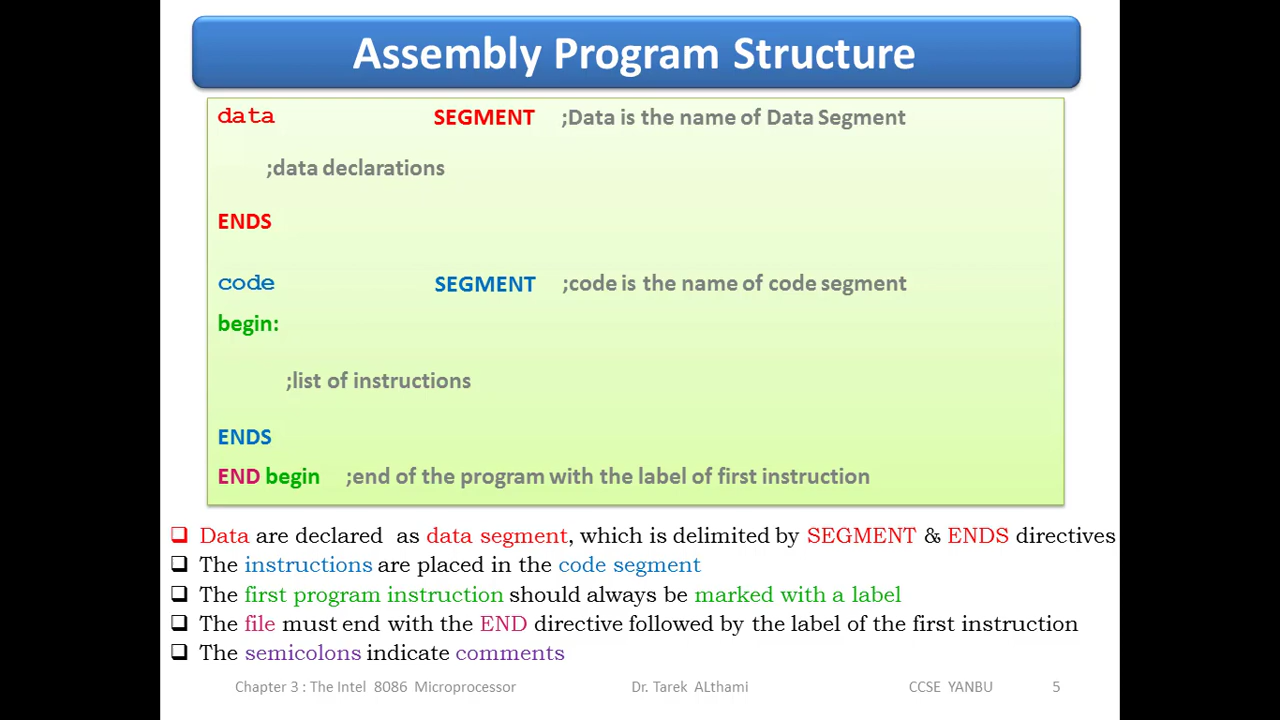 Assembly Program Structure
data SEGMENT ;Data is the name of Data Segment
;data declarations
ENDS
code SEGMENT ;code is the name of code segment
begin:
;list of instructions
ENDS
END begin ;end of the program with the label of first instruction
Data are declared as data segment, which is delimited by SEGMENT & ENDS directives
The instructions are placed in the code segment
The first program instruction should always be marked with a label
The file must end with the END directive followed by the label of the first instruction
The semicolons indicate comments
Chapter 3 : The Intel 8086 Microprocessor Dr. Tarek ALthami CCSE YANBU 5